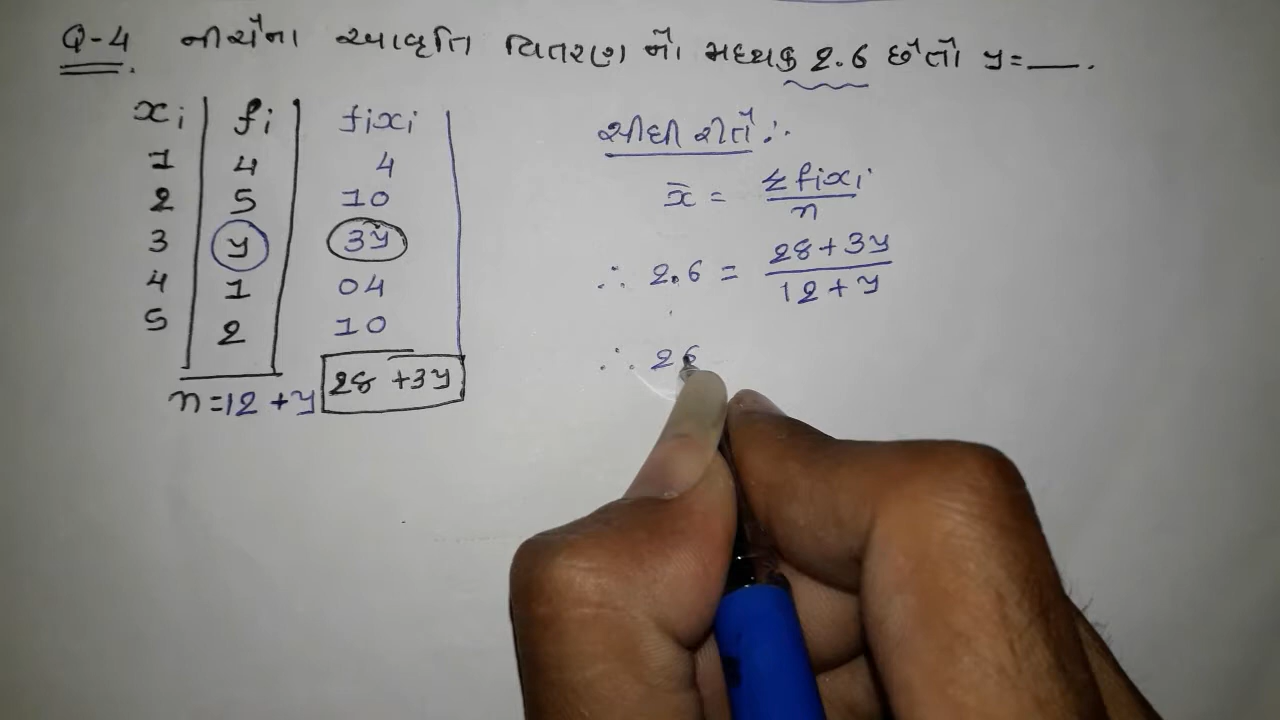 Q-4. નીચેના આવૃત્તિ વિતરણ નો મધ્યક 2.6 છે તો y = ___.
xi fi fixi
1 4 4
2 5 10
3 y 3y
4 1 04
5 2 10
n=12 +y 28 +3y
સીધી રીતે :-
x̄ = Σfixi / n
∴ 2.6 = 28+3y / 12+y
∴ 26